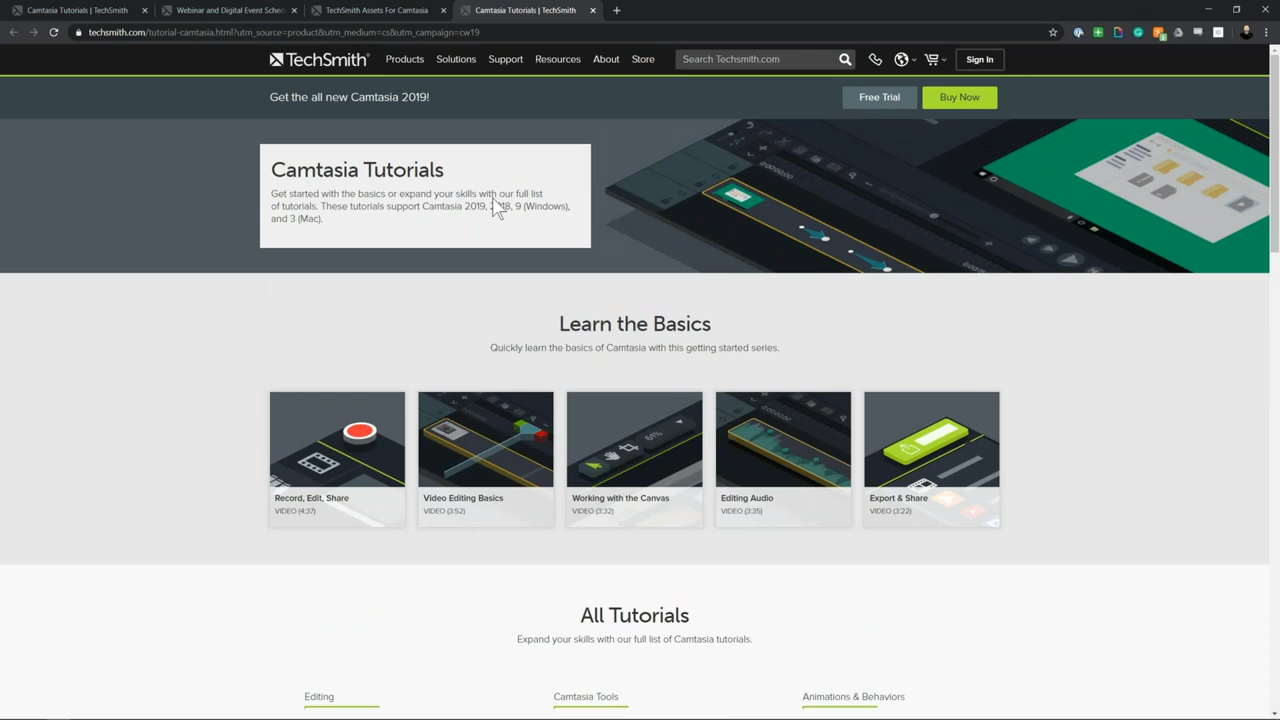 Camtasia Tutorials | TechSmith
Webinar and Digital Event Sched
TechSmith Assets For Camtasia
Camtasia Tutorials | TechSmith
techsmith.com/tutorial-camtasia.html?utm_source=product&utm_medium=cs&utm_campaign=cw19
TechSmith
Products
Solutions
Support
Resources
About
Store
Search Techsmith.com
Sign In
Get the all new Camtasia 2019!
Free Trial
Buy Now
Camtasia Tutorials
Get started with the basics or expand your skills with our full list
of tutorials. These tutorials support Camtasia 2019, 9 (Windows),
and 3 (Mac).
Learn the Basics
Quickly learn the basics of Camtasia with this getting started series.
61%
Record, Edit, Share
VIDEO (4:37)
Video Editing Basics
VIDEO (3:52)
Working with the Canvas
VIDEO (3:32)
Editing Audio
VIDEO (3:35)
Export & Share
VIDEO (3:22)
All Tutorials
Expand your skills with our full list of Camtasia tutorials.
Editing
Camtasia Tools
Animations & Behaviors